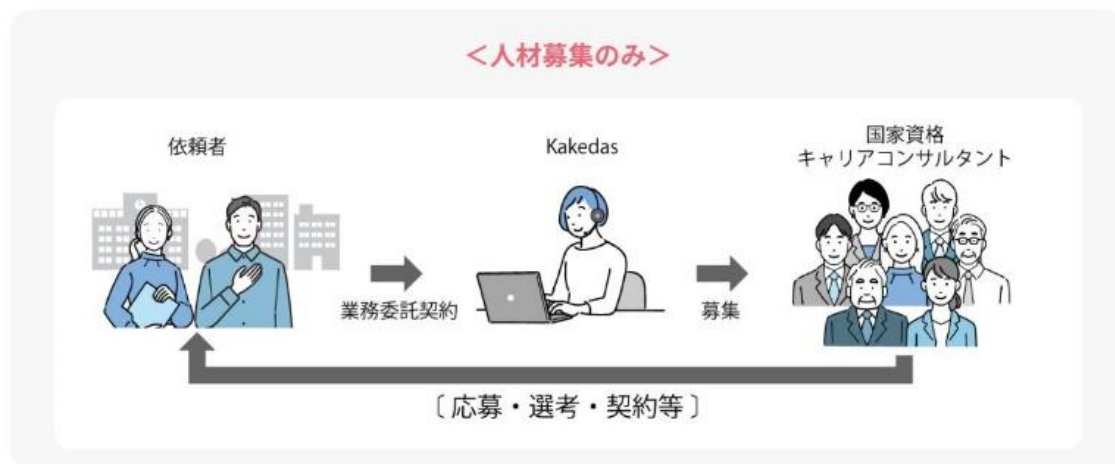 ＜人材募集のみ＞
依頼者
Kakedas
国家資格
キャリアコンサルタント
業務委託契約
募集
〔 応募・選考・契約等 〕